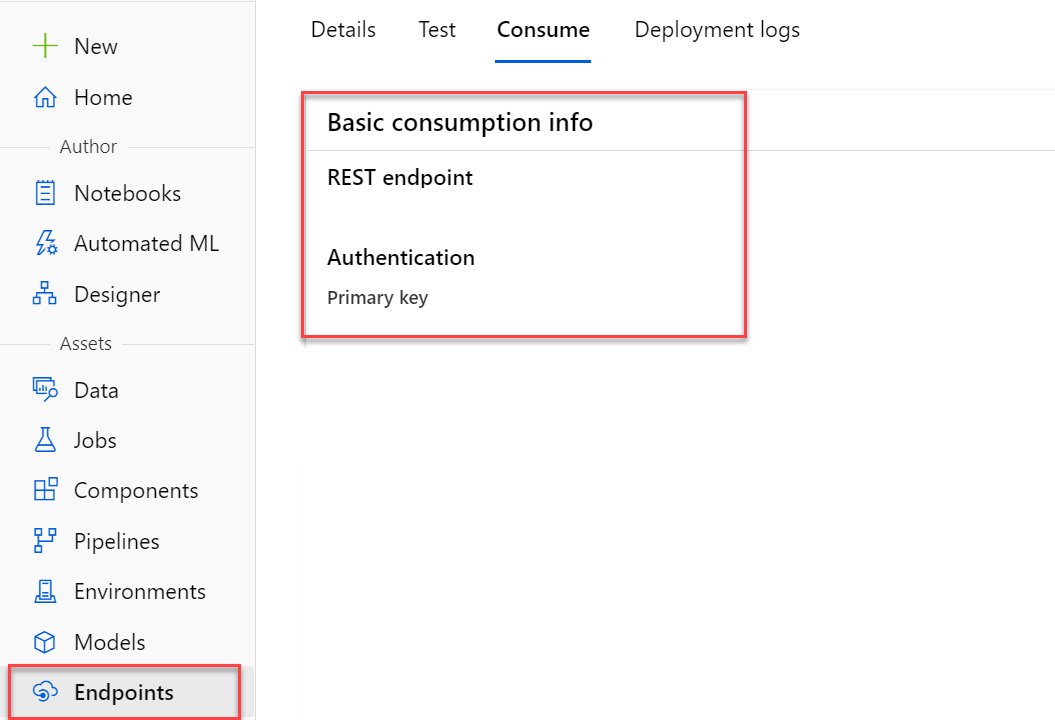 New
Home
Author
Notebooks
Automated ML
Designer
Assets
Data
Jobs
Components
Pipelines
Environments
Models
Endpoints
Details Test Consume Deployment logs
Basic consumption info
REST endpoint
Authentication
Primary key